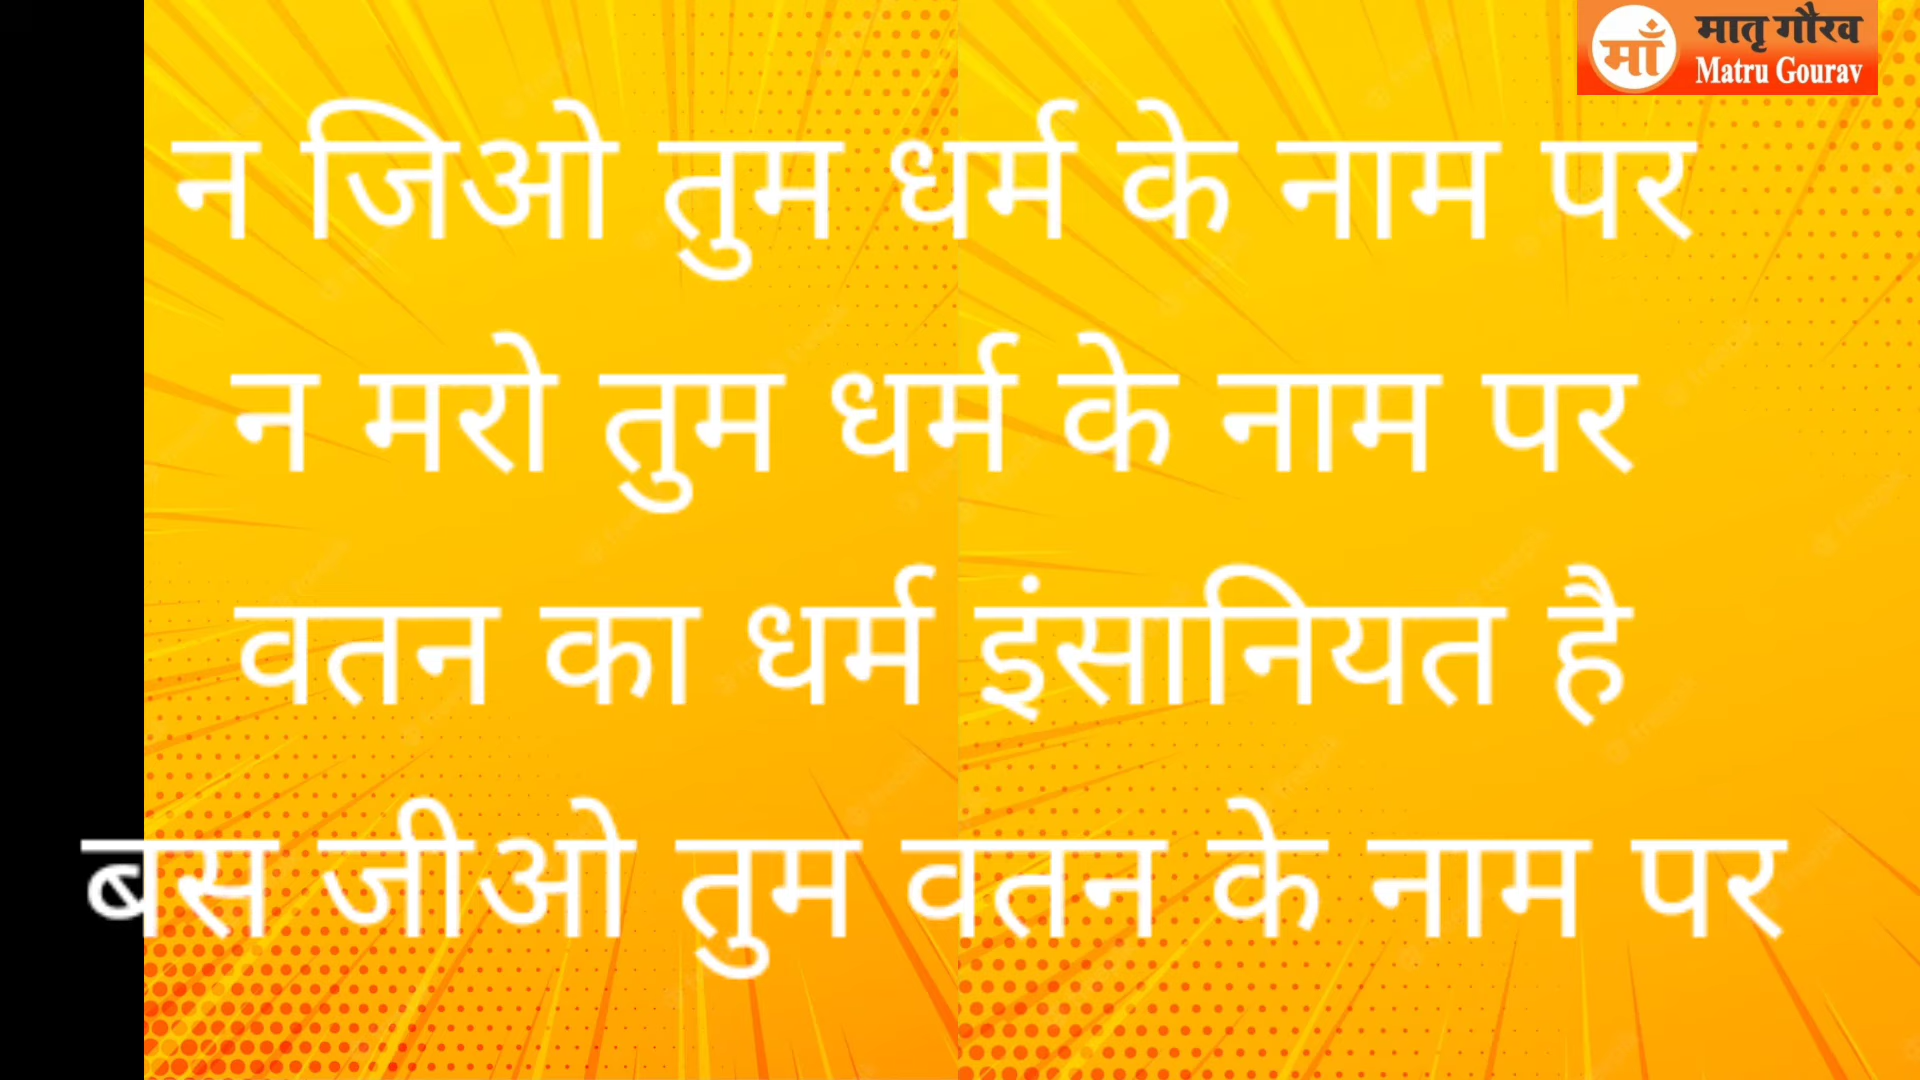 माँ मातृ गौरव
Matru Gourav
न जिओ तुम धर्म के नाम पर
न मरो तुम धर्म के नाम पर
वतन का धर्म इंसानियत है
बस जीओ तुम वतन के नाम पर